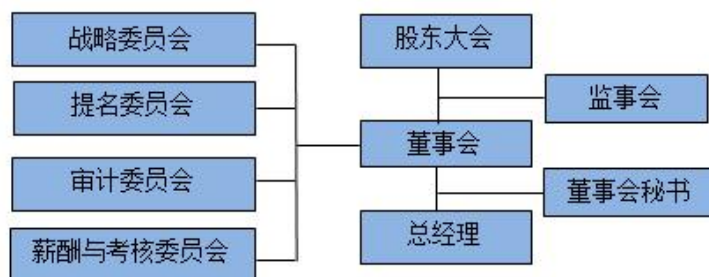 战略委员会
股东大会
提名委员会
监事会
董事会
审计委员会
董事会秘书
总经理
薪酬与考核委员会